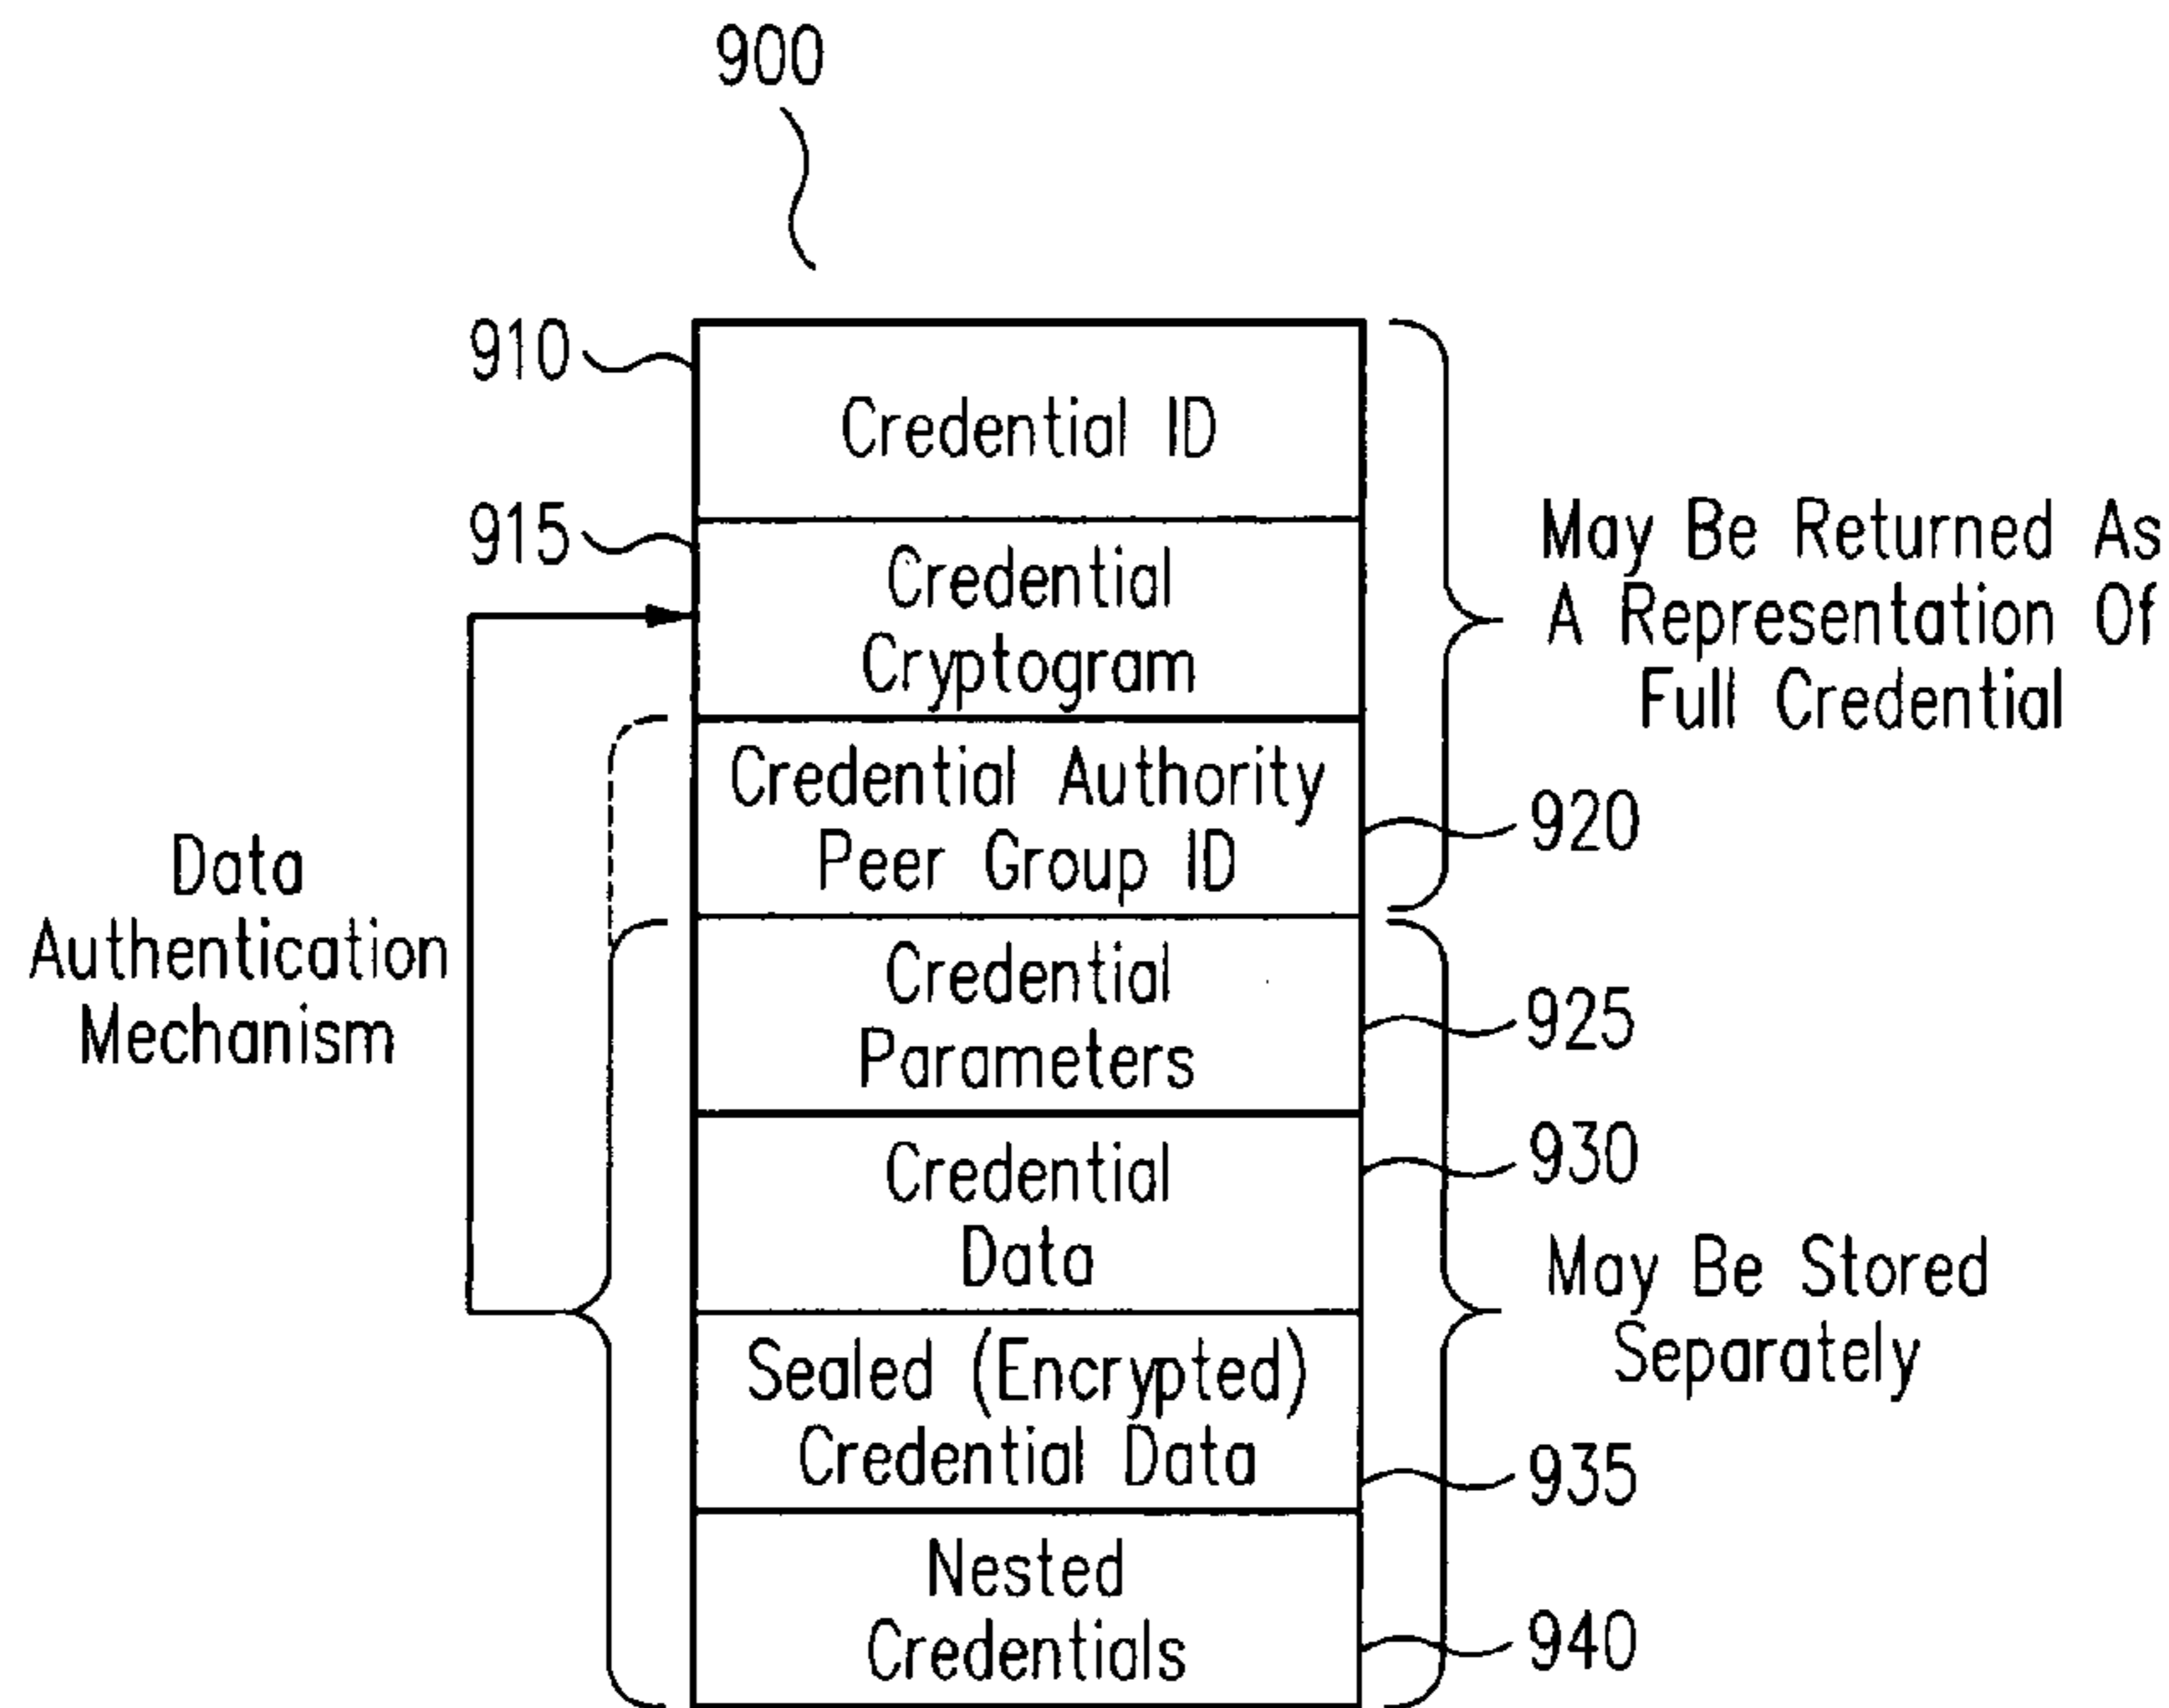 900
910
Credential ID
915
Credential
Cryptogram
May Be Returned As
A Representation Of
Full Credential
Credential Authority
Peer Group ID
920
Data
Authentication
Mechanism
Credential
Parameters
925
Credential
Data
930
May Be Stored
Separately
Sealed (Encrypted)
Credential Data
935
Nested
Credentials
940